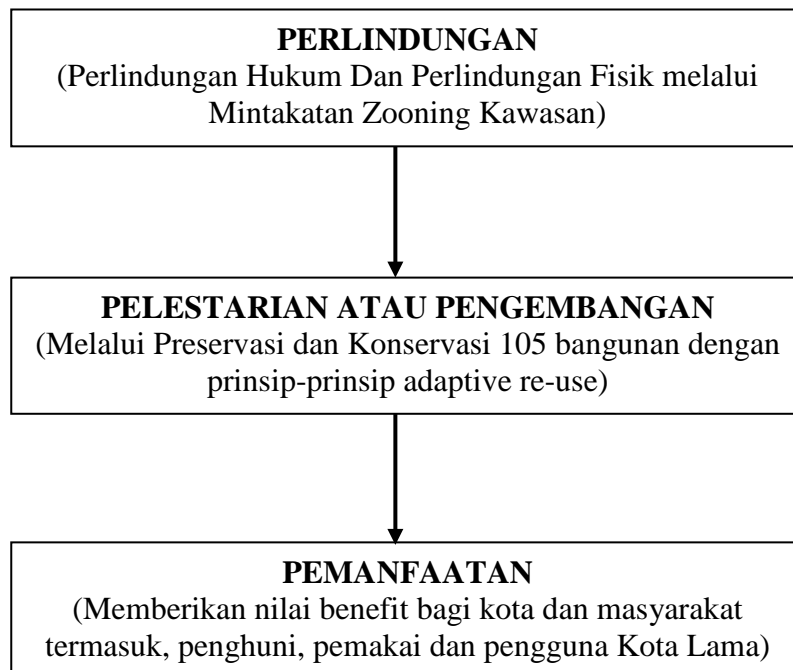 PERLINDUNGAN
(Perlindungan Hukum Dan Perlindungan Fisik melalui
Mintakatan Zooning Kawasan)
PELESTARIAN ATAU PENGEMBANGAN
(Melalui Preservasi dan Konservasi 105 bangunan dengan
prinsip-prinsip adaptive re-use)
PEMANFAATAN
(Memberikan nilai benefit bagi kota dan masyarakat
termasuk, penghuni, pemakai dan pengguna Kota Lama)